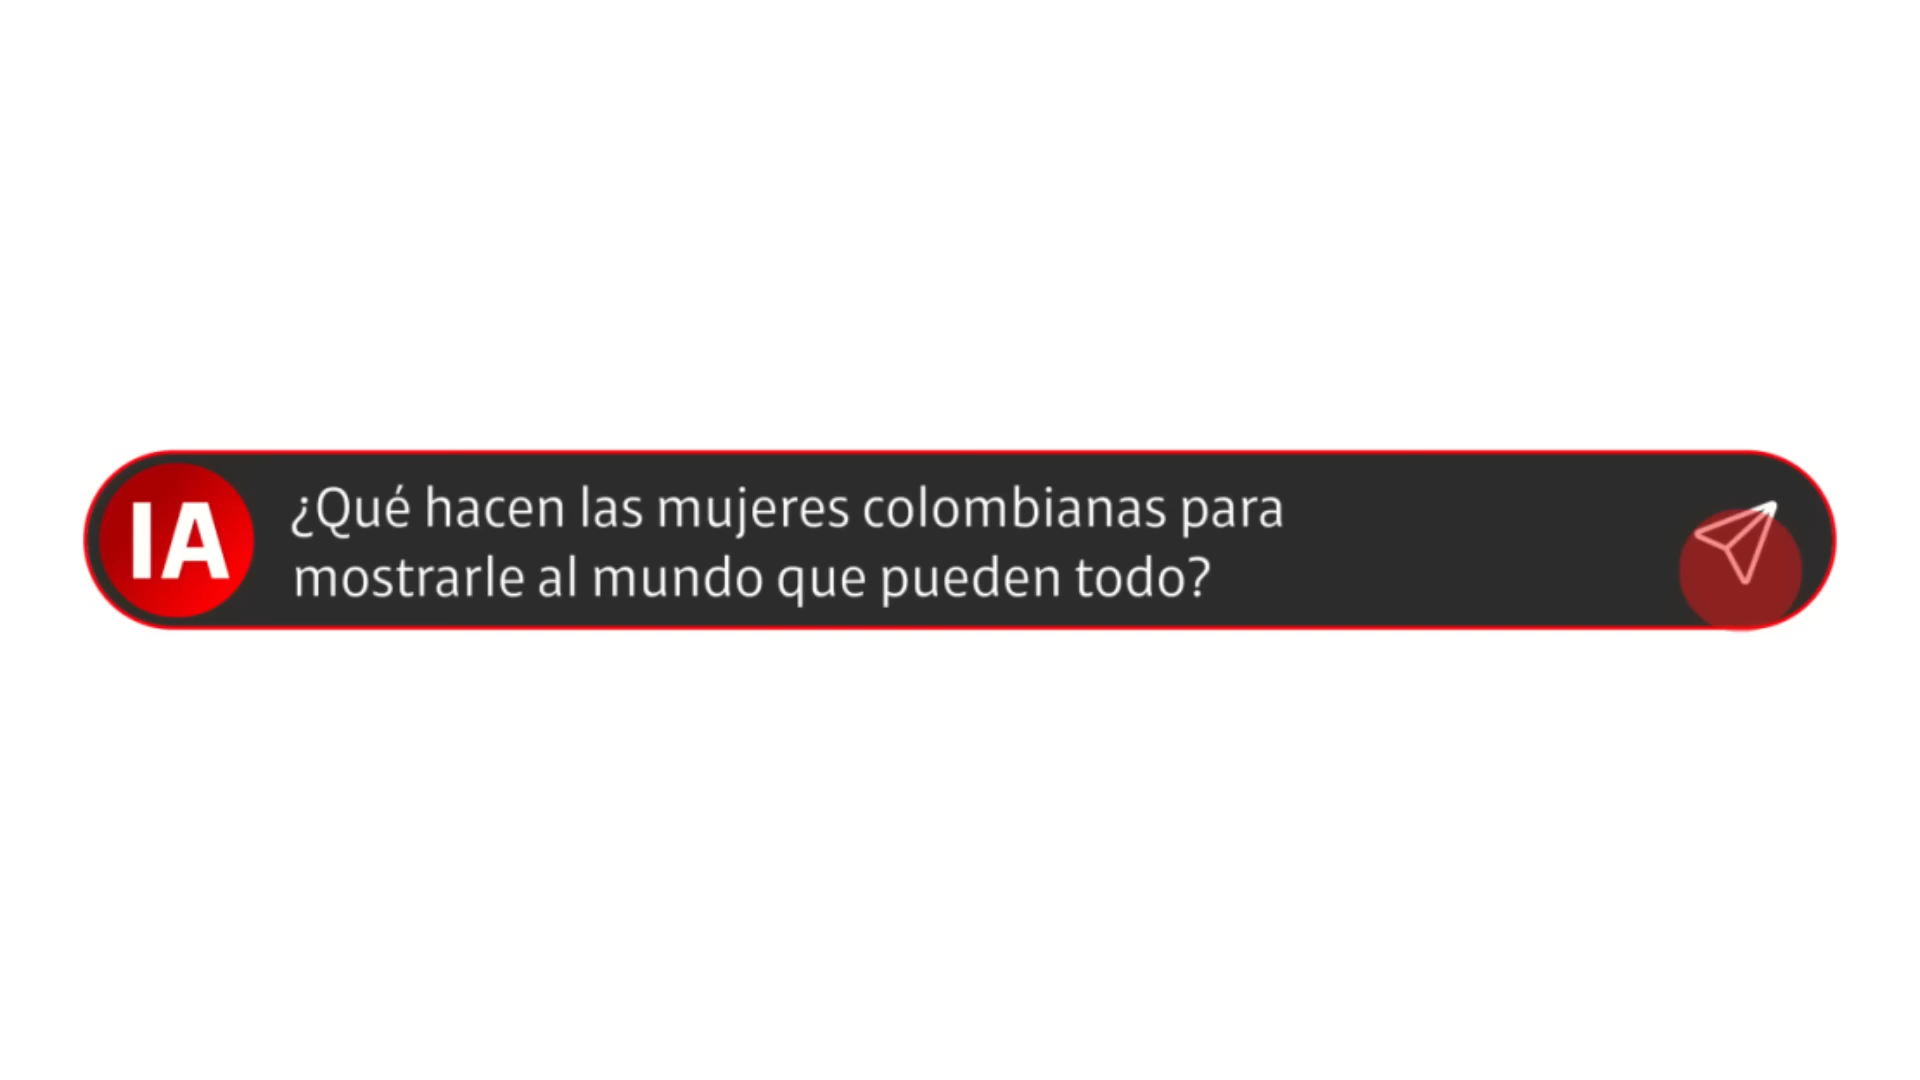 IA
¿Qué hacen las mujeres colombianas para
mostrarle al mundo que pueden todo?